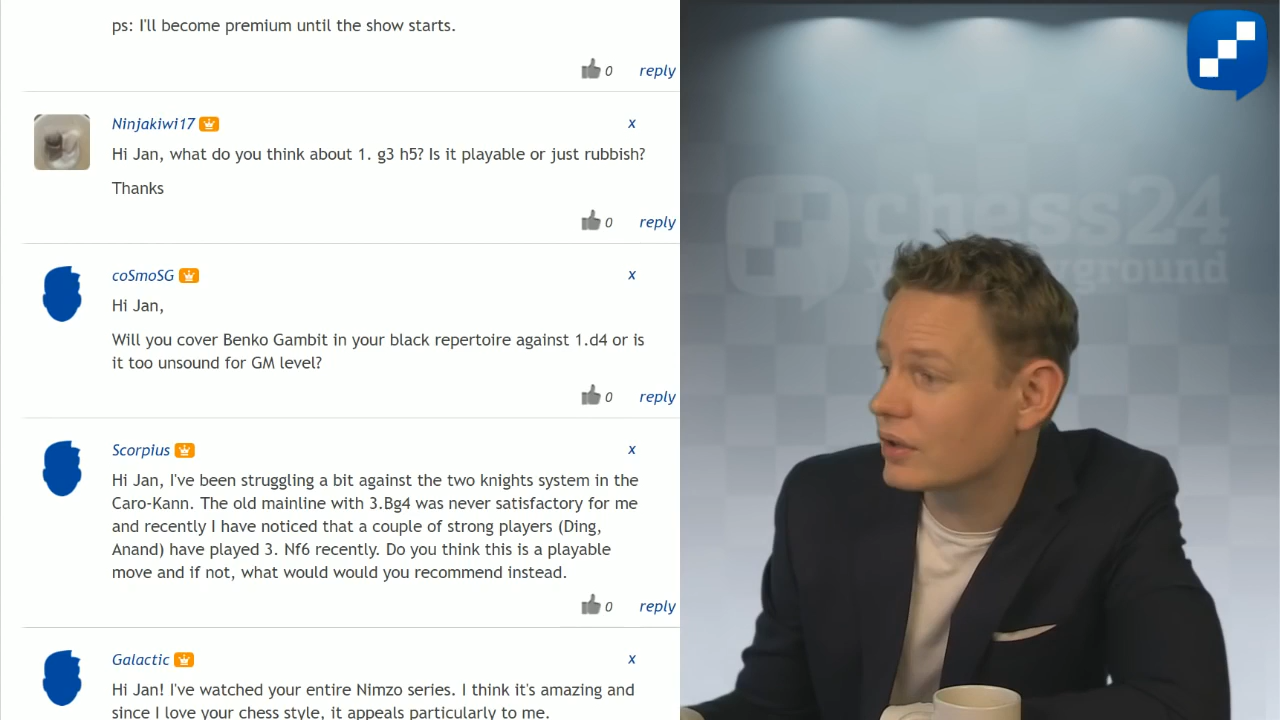 ps: I'll become premium until the show starts.
0 reply
Ninjakiwi17 x
Hi Jan, what do you think about 1. g3 h5? Is it playable or just rubbish?
Thanks
0 reply
coSmoSG x
Hi Jan,
Will you cover Benko Gambit in your black repertoire against 1.d4 or is
it too unsound for GM level?
0 reply
Scorpius x
Hi Jan, I've been struggling a bit against the two knights system in the
Caro-Kann. The old mainline with 3.Bg4 was never satisfactory for me
and recently I have noticed that a couple of strong players (Ding,
Anand) have played 3. Nf6 recently. Do you think this is a playable
move and if not, what would would you recommend instead.
0 reply
Galactic x
Hi Jan! I've watched your entire Nimzo series. I think it's amazing and
since I love your chess style, it appeals particularly to me.
chess24